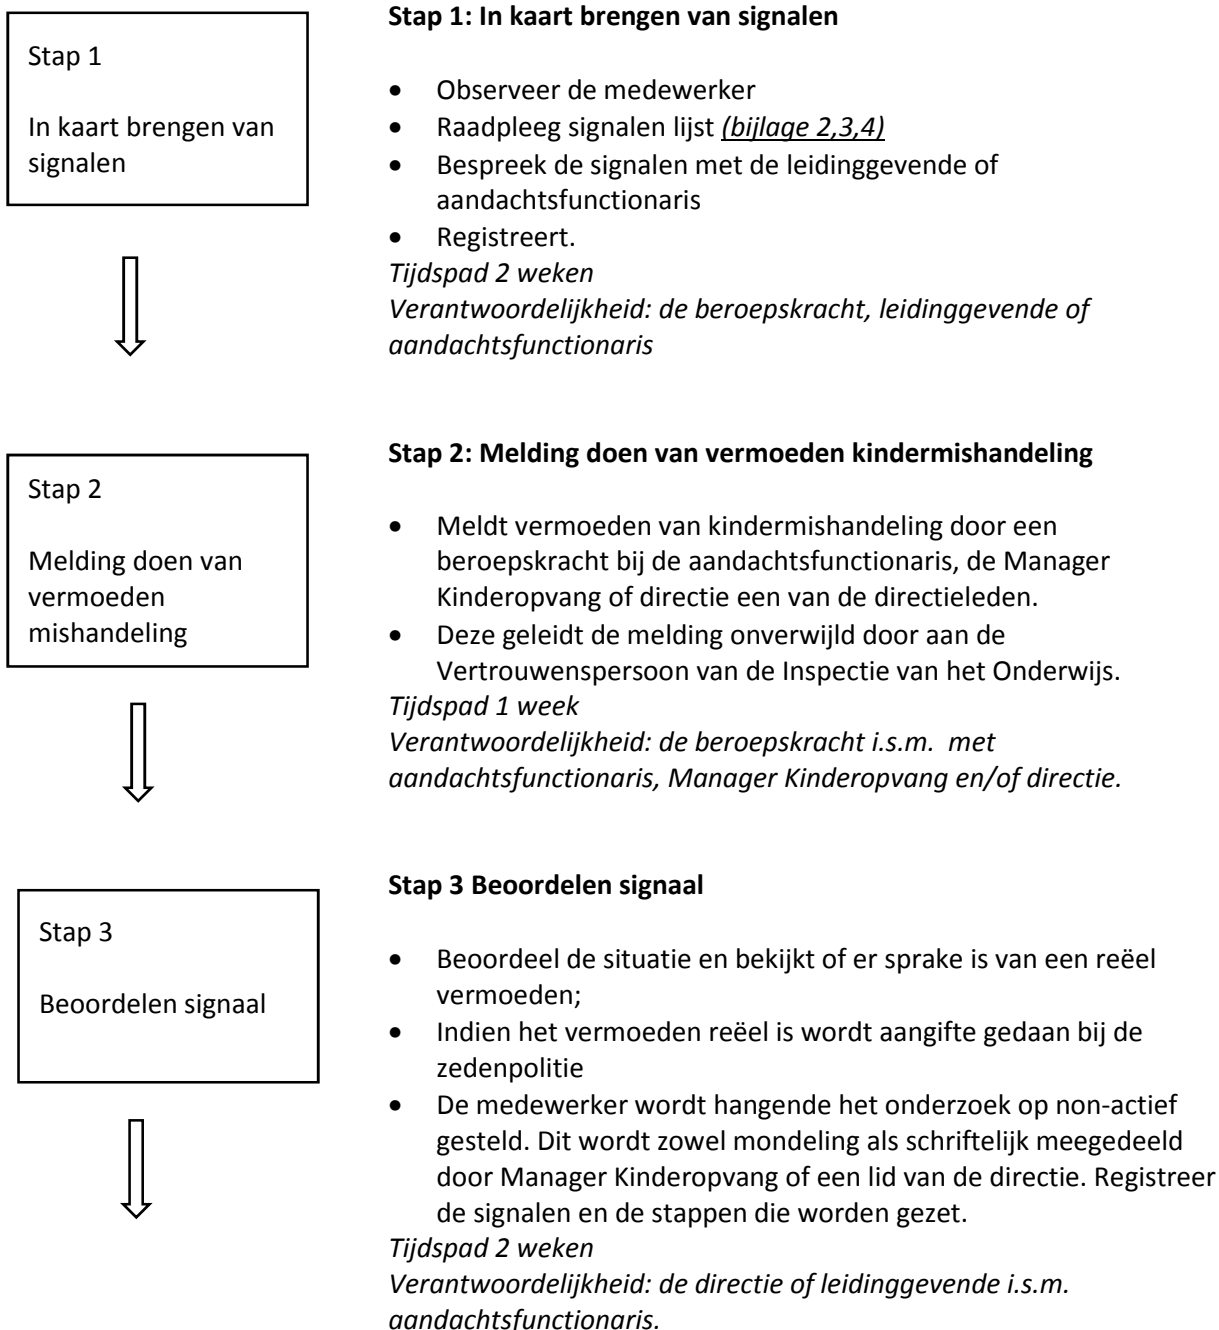 Stap 1
In kaart brengen van
signalen
Stap 1: In kaart brengen van signalen
• Observeer de medewerker
• Raadpleeg signalen lijst (bijlage 2,3,4)
• Bespreek de signalen met de leidinggevende of
aandachtsfunctionaris
• Registreert.
Tijdspad 2 weken
Verantwoordelijkheid: de beroepskracht, leidinggevende of
aandachtsfunctionaris
Stap 2
Melding doen van
vermoeden
mishandeling
Stap 2: Melding doen van vermoeden kindermishandeling
• Meldt vermoeden van kindermishandeling door een
beroepskracht bij de aandachtsfunctionaris, de Manager
Kinderopvang of directie een van de directieleden.
• Deze geleidt de melding onverwijld door aan de
Vertrouwenspersoon van de Inspectie van het Onderwijs.
Tijdspad 1 week
Verantwoordelijkheid: de beroepskracht i.s.m.  met
aandachtsfunctionaris, Manager Kinderopvang en/of directie.
Stap 3
Beoordelen signaal
Stap 3 Beoordelen signaal
• Beoordeel de situatie en bekijkt of er sprake is van een reëel
vermoeden;
• Indien het vermoeden reëel is wordt aangifte gedaan bij de
zedenpolitie
• De medewerker wordt hangende het onderzoek op non-actief
gesteld. Dit wordt zowel mondeling als schriftelijk meegedeeld
door Manager Kinderopvang of een lid van de directie. Registreer
de signalen en de stappen die worden gezet.
Tijdspad 2 weken
Verantwoordelijkheid: de directie of leidinggevende i.s.m.
aandachtsfunctionaris.